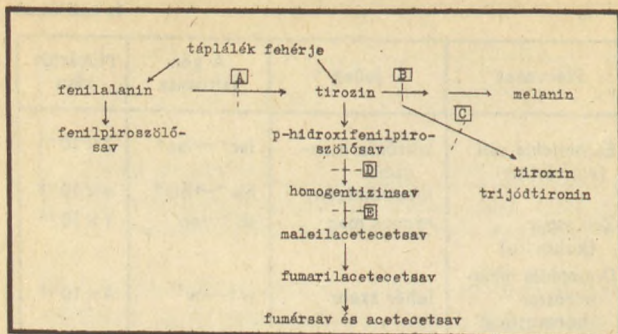 táplálék fehérje
A B
fenilalanin tirozin melanin
C
fenilpiroszőlő-
sav
p-hidroxifenilpiro-
szőlősav
tiroxin
D
trijódtironin
homogentizinsav
E
maleilacetecetsav
fumarilacetecetsav
fumársav és acetecetsav